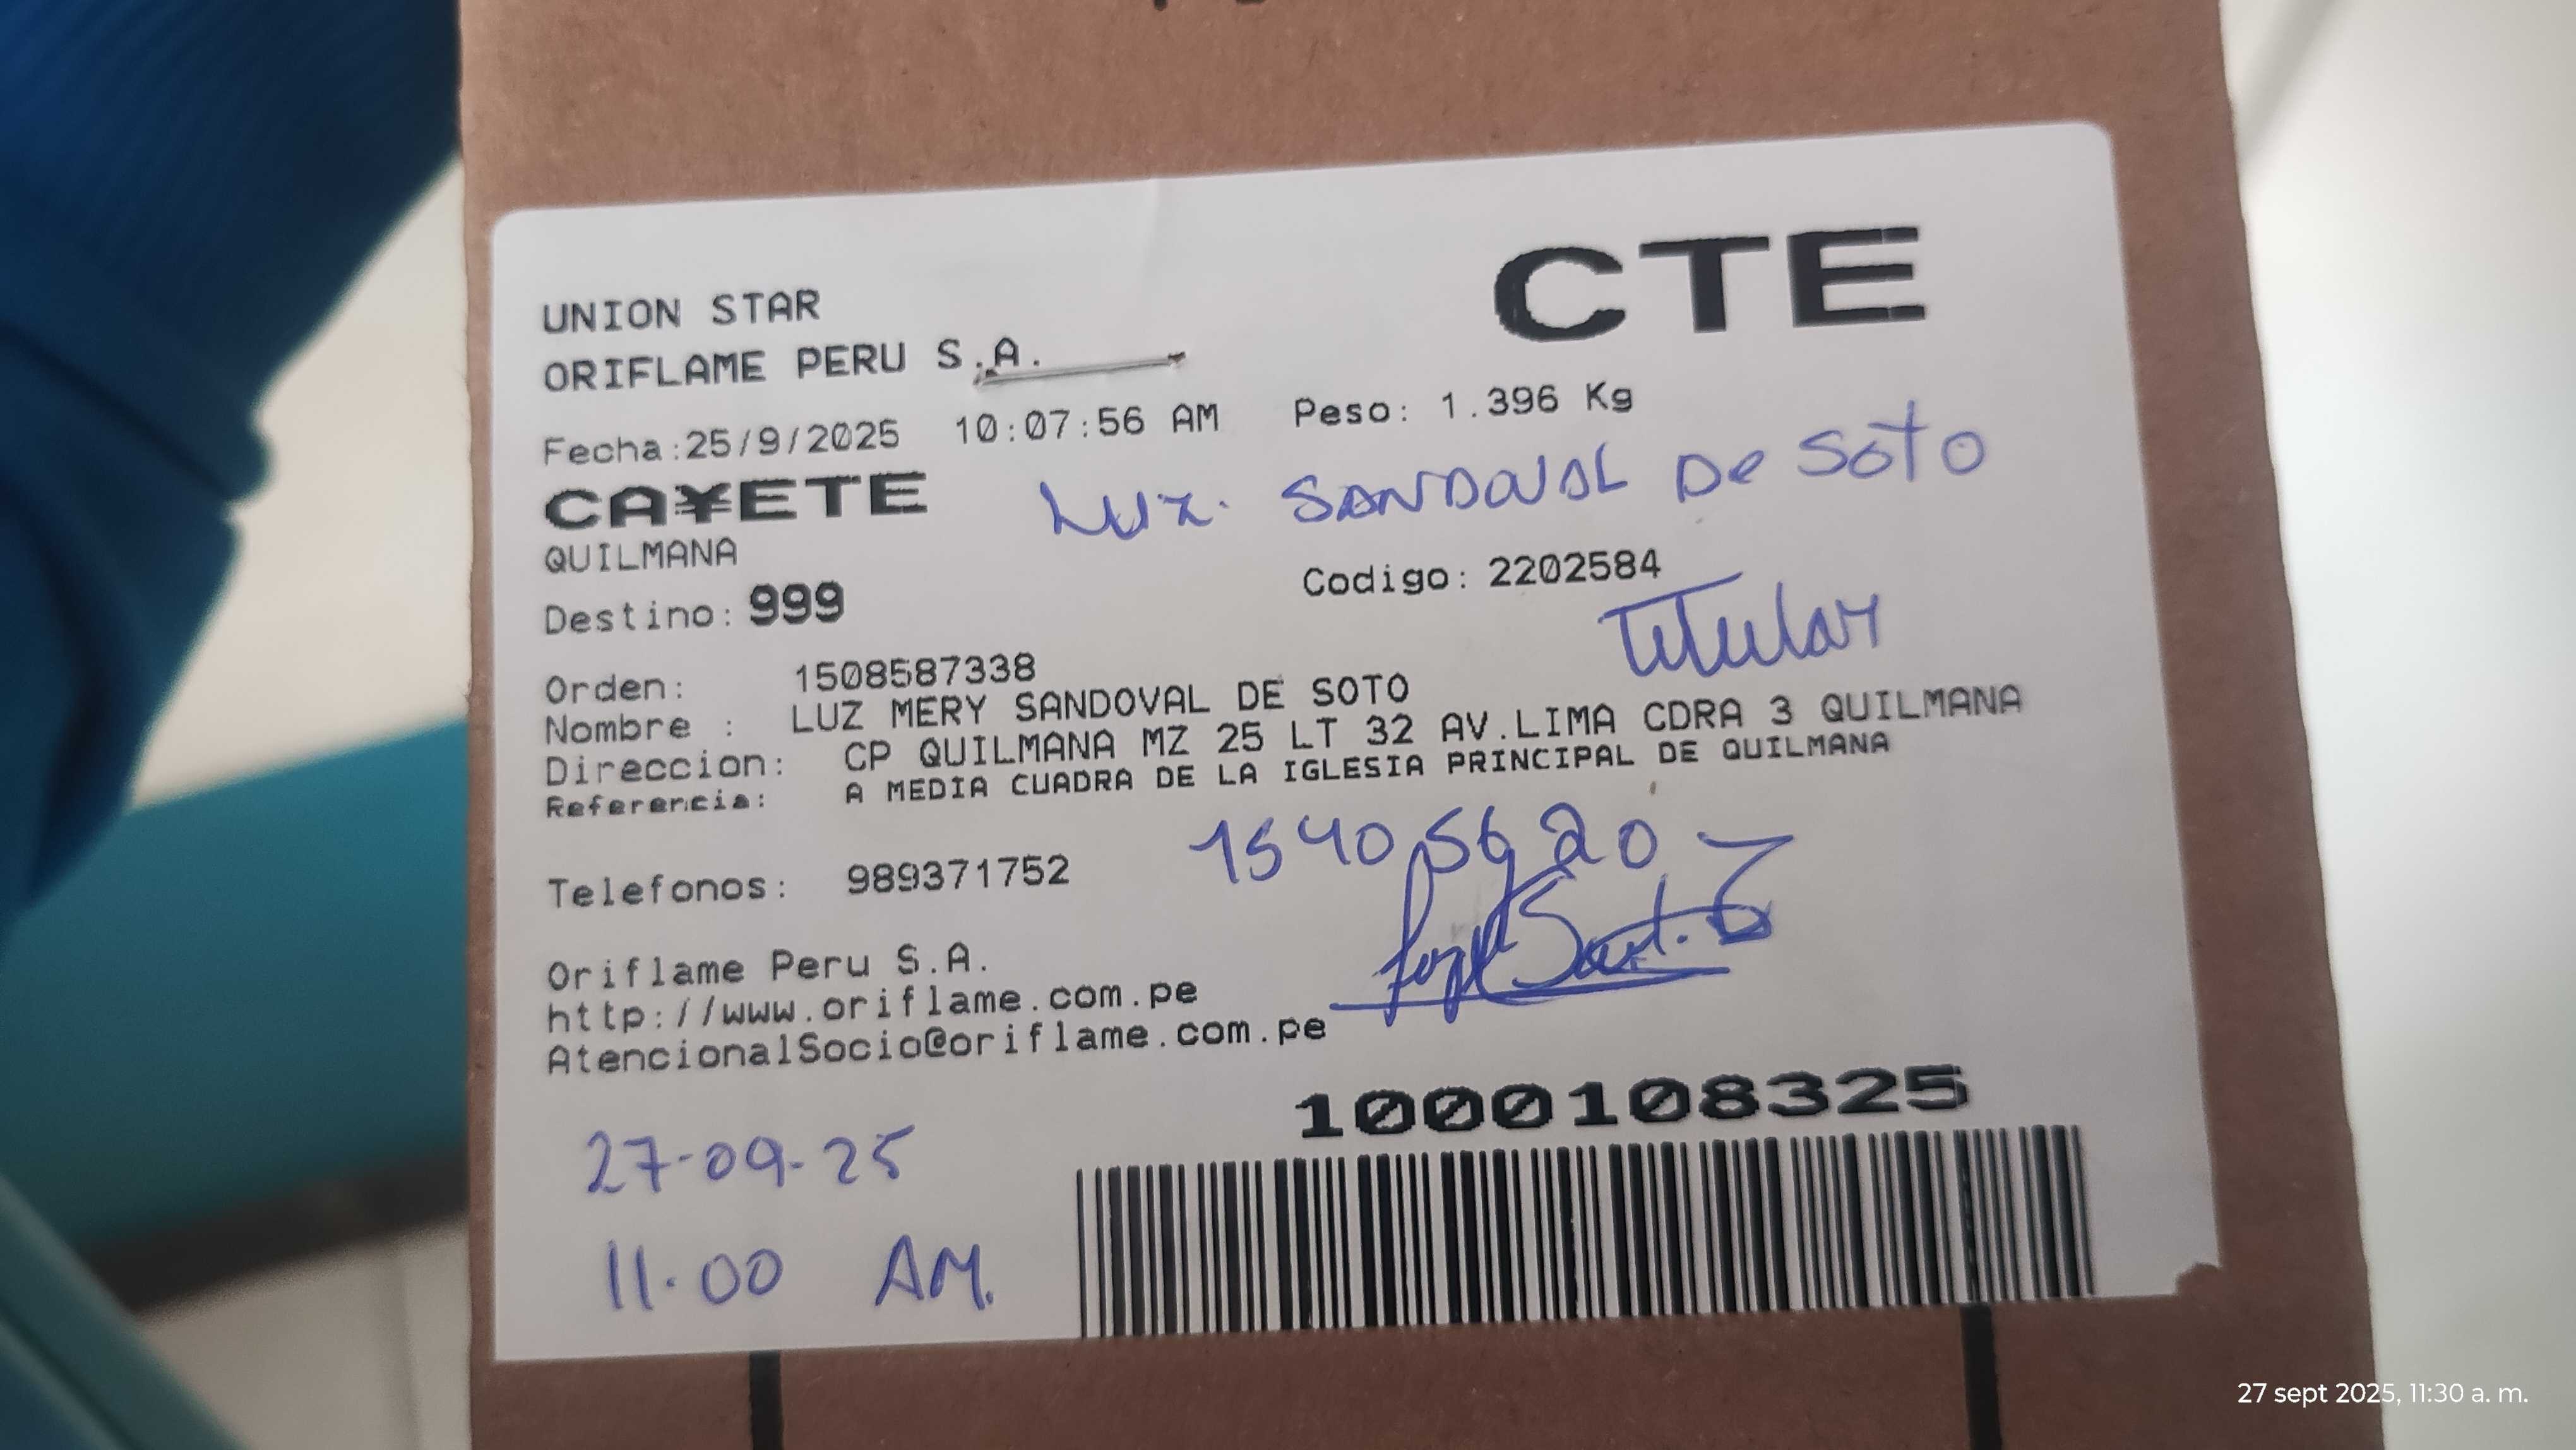 CTE
UNION STAR
ORIFLAME PERU S.A.
Fecha:25/9/2025 10:07:56 AM Peso: 1.396 Kg
CA¥ETE
Luz. SANDOVAL De Soto
QUILMANA
Destino: 999 Codigo: 2202584
Titular
Orden: 1508587338
Nombre : LUZ MERY SANDOVAL DE SOTO
Direccion: CP QUILMANA MZ 25 LT 32 AV.LIMA CDRA 3 QUILMANA
Referencia: A MEDIA CUADRA DE LA IGLESIA PRINCIPAL DE QUILMANA
15405620
Telefonos: 989371752
Oriflame Peru S.A.
http://www.oriflame.com.pe
AtencionalSocio@oriflame.com.pe
1000108325
27-09-25
11.00 AM.
27 sept 2025, 11:30 a. m.